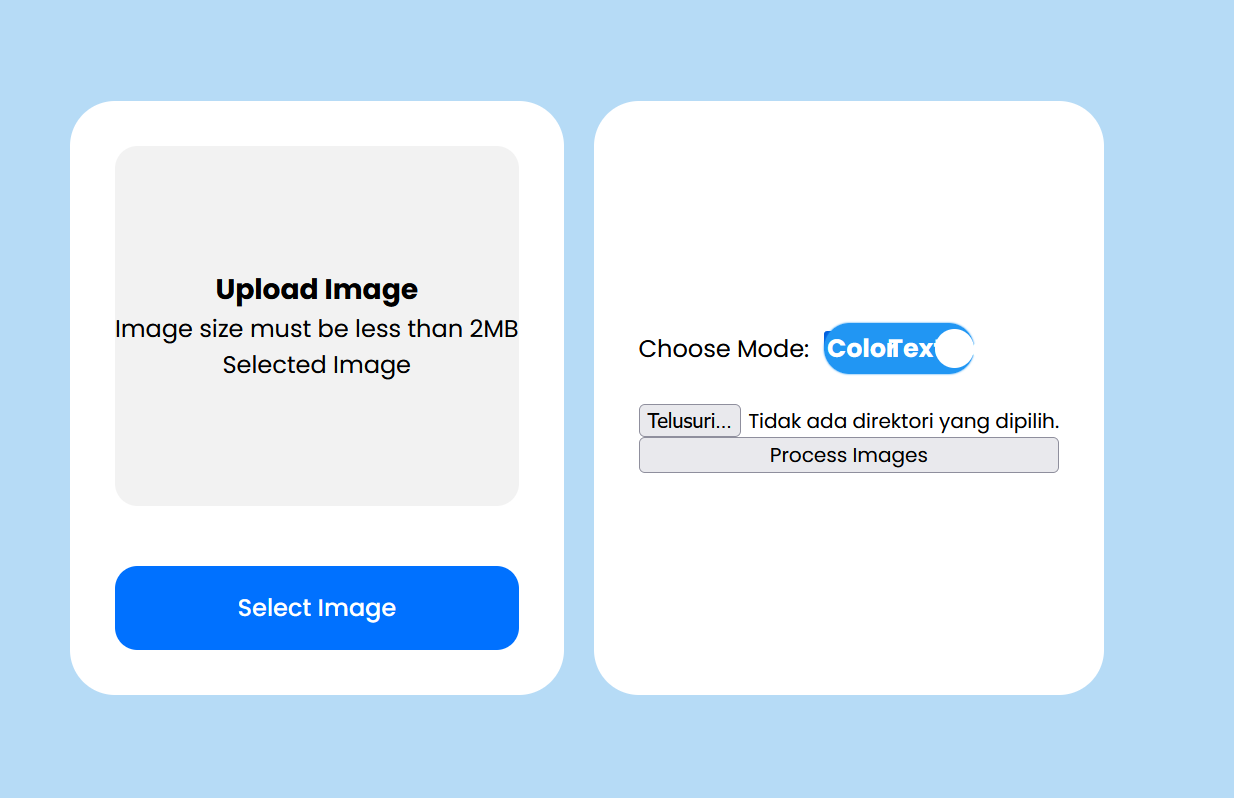 Upload Image
Image size must be less than 2MB
Selected Image
Select Image
Choose Mode:
Color
Telusuri... Tidak ada direktori yang dipilih.
Process Images